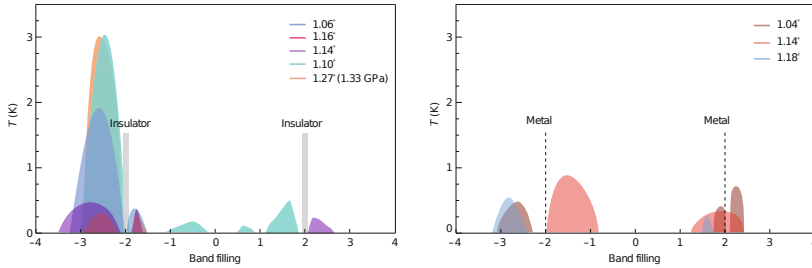 1.06°
1.16°
1.14°
1.10°
1.27° (1.33 GPa)
Insulator
Insulator
T (K)
3
2
1
0
−4 −3 −2 −1 0 1 2 3 4
Band filling
1.04°
1.14°
1.18°
Metal
Metal
T (K)
3
2
1
0
−4 −3 −2 −1 0 1 2 3 4
Band filling